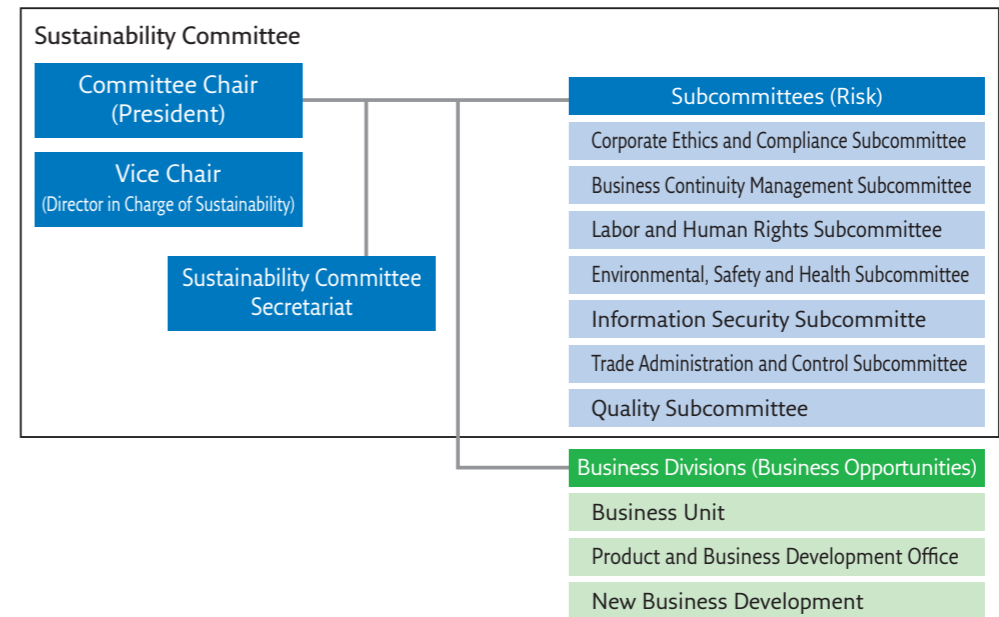 Sustainability Committee
Committee Chair
(President)
Vice Chair
(Director in Charge of Sustainability)
Sustainability Committee
Secretariat
Subcommittees (Risk)
Corporate Ethics and Compliance Subcommittee
Business Continuity Management Subcommittee
Labor and Human Rights Subcommittee
Environmental, Safety and Health Subcommittee
Information Security Subcommitte
Trade Administration and Control Subcommittee
Quality Subcommittee
Business Divisions (Business Opportunities)
Business Unit
Product and Business Development Office
New Business Development